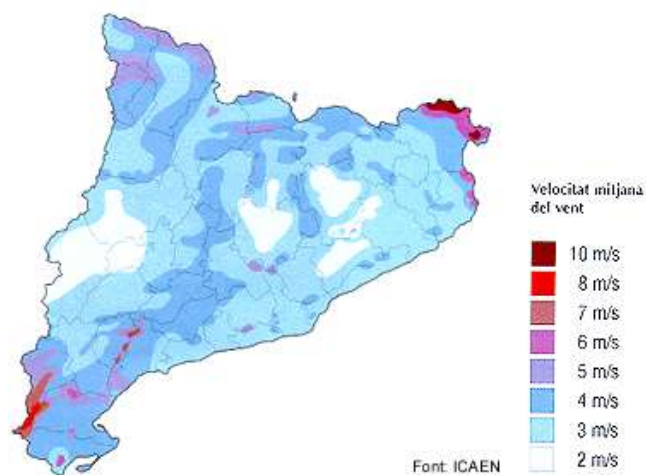 Velocitat mitjana
del vent
10 m/s
8 m/s
7 m/s
6 m/s
5 m/s
4 m/s
3 m/s
2 m/s
Font: ICAEN